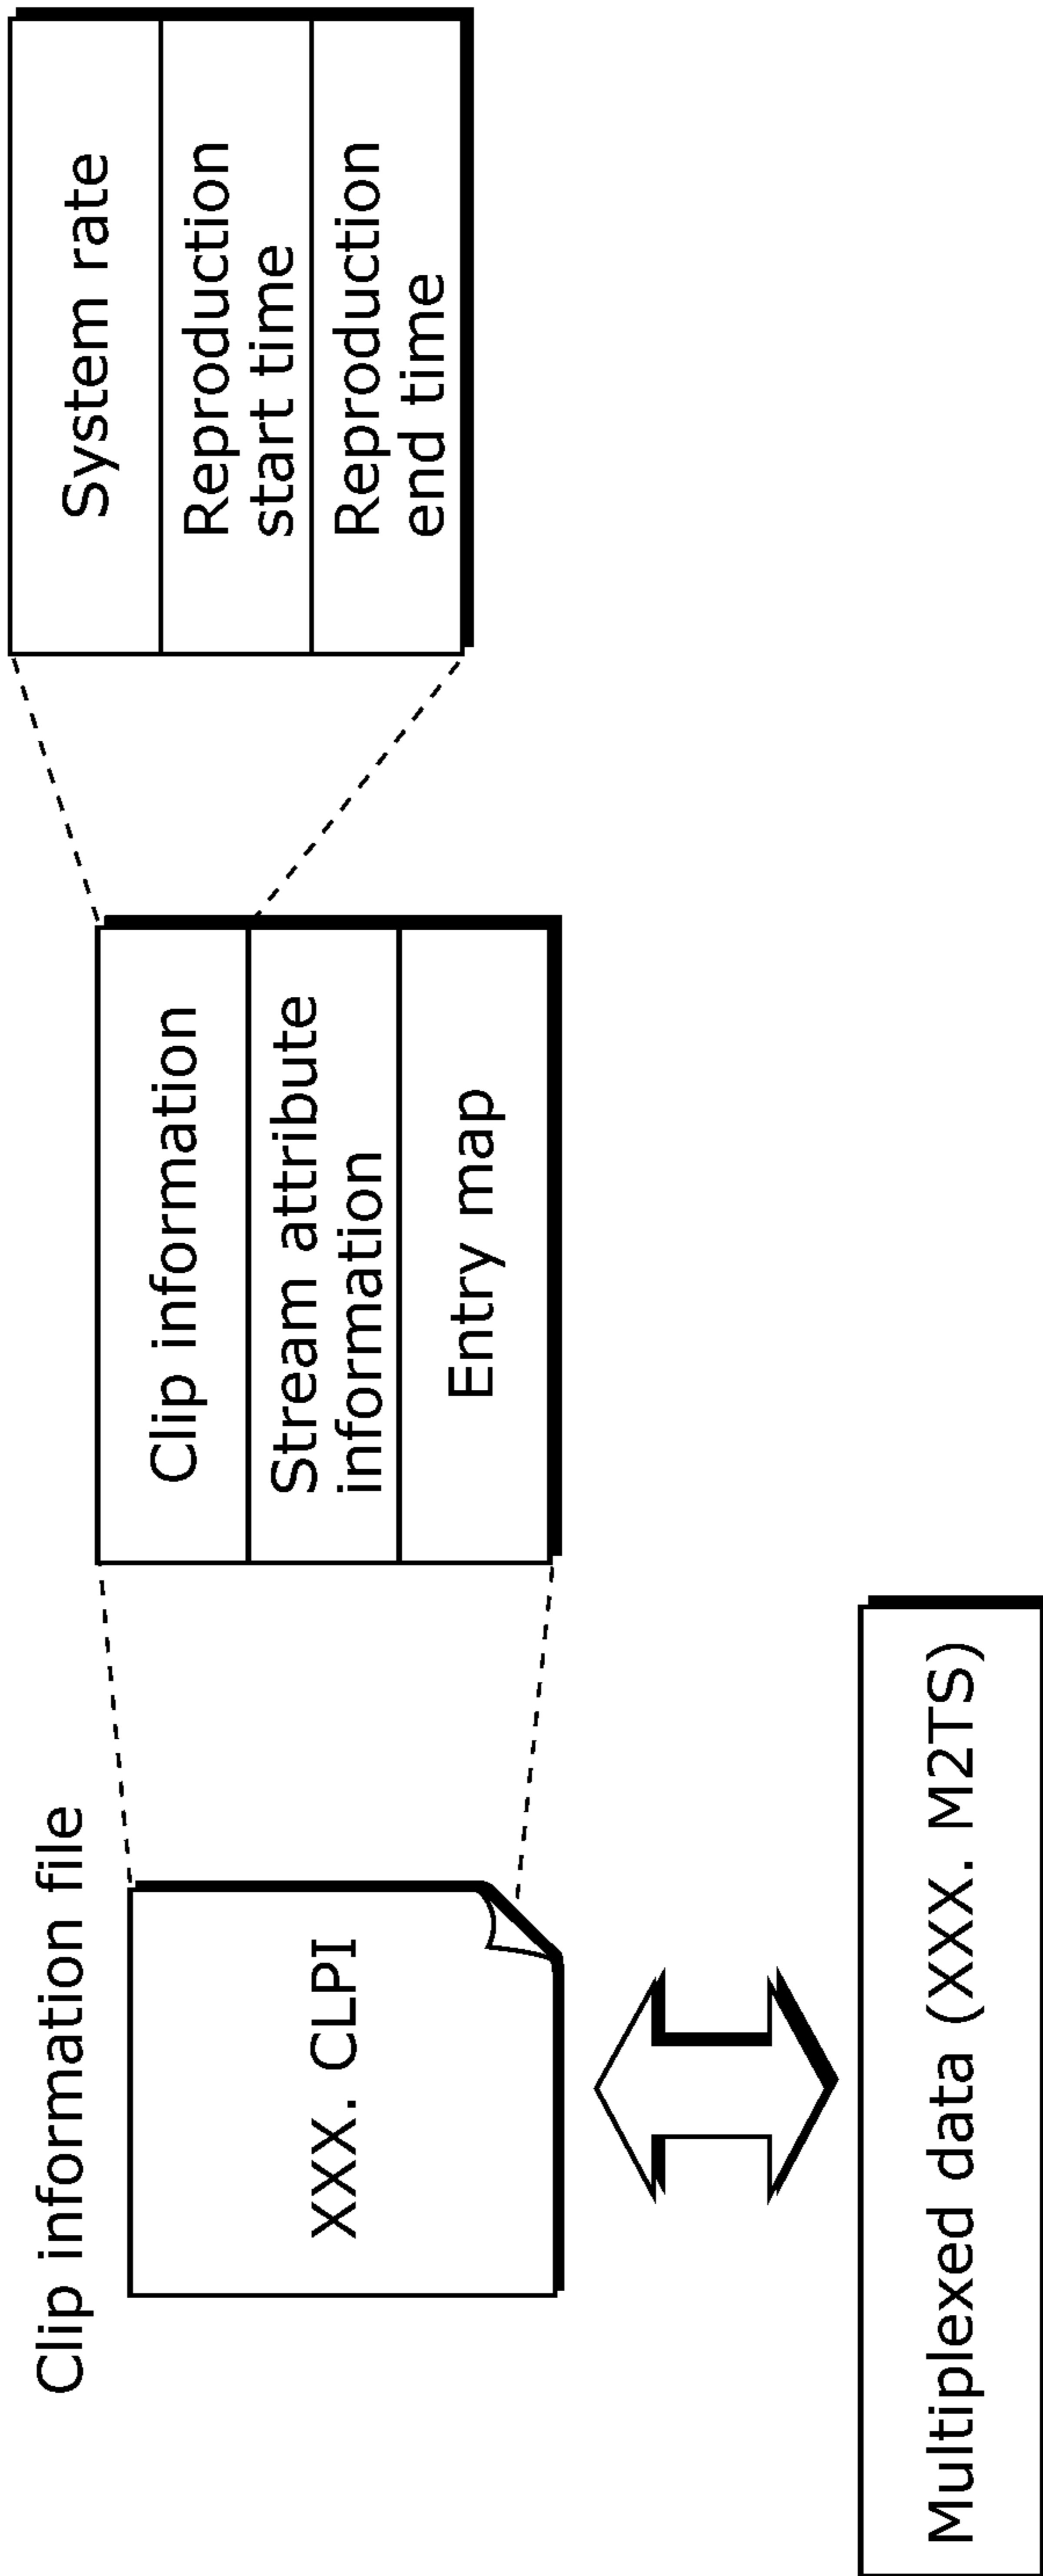 Clip information file
XXX. CLPI
Multiplexed data (XXX. M2TS)
Clip information
Stream attribute
information
Entry map
System rate
Reproduction
start time
Reproduction
end time